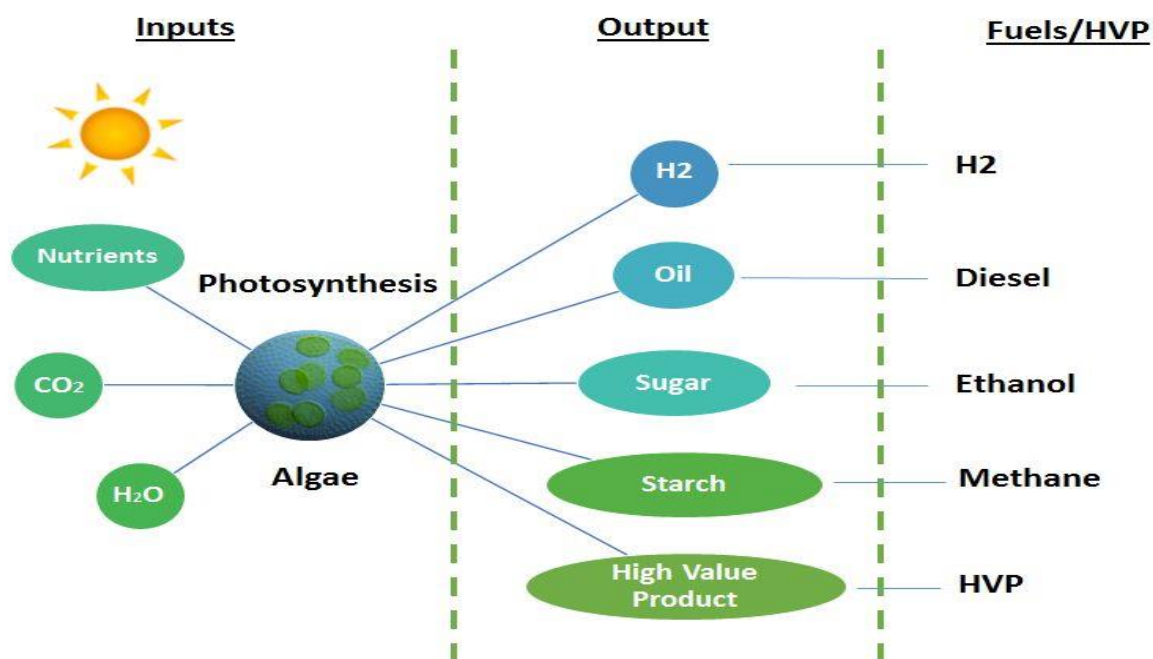 Inputs
Output
Fuels/HVP
H2
H2
Nutrients
Photosynthesis
Oil
Diesel
CO₂
Sugar
Ethanol
Algae
H₂O
Starch
Methane
High Value
Product
HVP